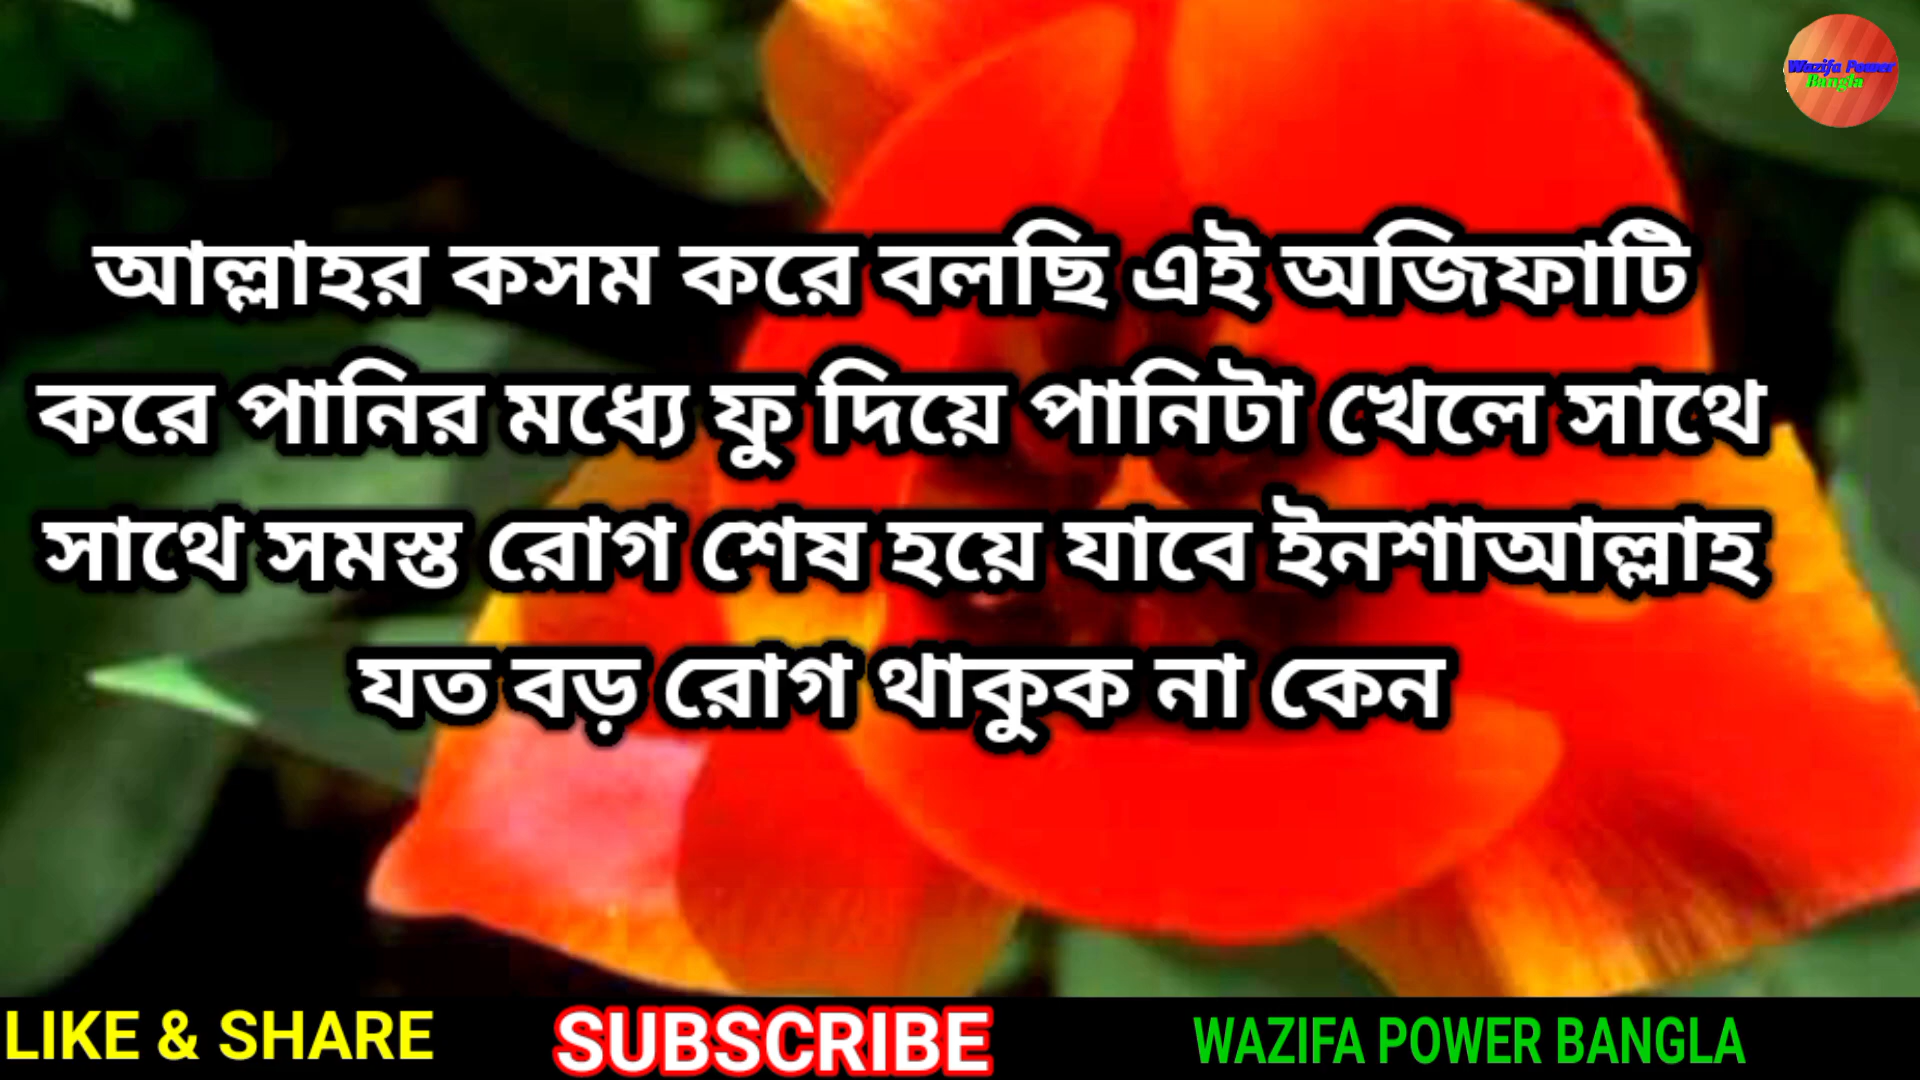 Wazifa Power
Bangla
আল্লাহর কসম করে বলছি এই অজিফাটি
করে পানির মধ্যে ফু দিয়ে পানিটা খেলে সাথে
সাথে সমস্ত রোগ শেষ হয়ে যাবে ইনশাআল্লাহ
যত বড় রোগ থাকুক না কেন
LIKE & SHARE SUBSCRIBE WAZIFA POWER BANGLA